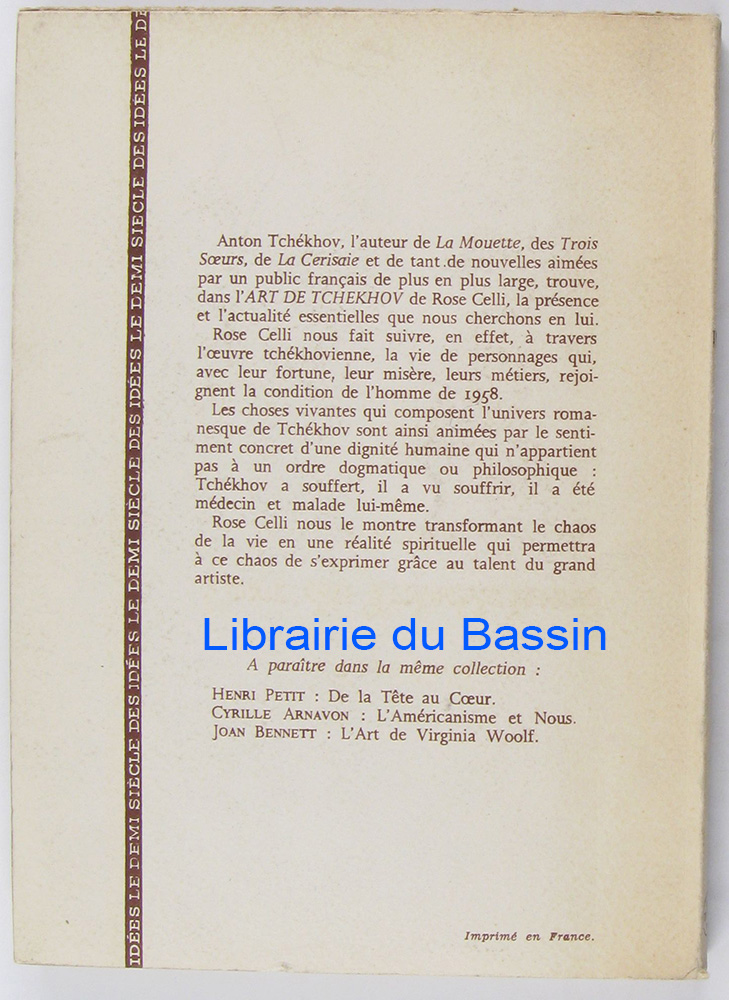 IDÉES LE DEMI SIÈCLE DES IDÉES LE DEMI SIÈCLE DES IDÉES LE DEMI SIÈCLE DES IDÉES LE DE
Anton Tchékhov, l'auteur de La Mouette, des Trois
Sœurs, de La Cerisaie et de tant.de nouvelles aimées
par un public français de plus en plus large, trouve,
dans l'ART DE TCHEKHOV de Rose Celli, la présence
et l'actualité essentielles que nous cherchons en lui.
Rose Celli nous fait suivre, en effet, à travers
l'œuvre tchékhovienne, la vie de personnages qui,
avec leur fortune, leur misère, leurs métiers, rejoi-
gnent la condition de l'homme de 1958.
Les choses vivantes qui composent l'univers roma-
nesque de Tchékhov sont ainsi animées par le senti-
ment concret d'une dignité humaine qui n'appartient
pas à un ordre dogmatique ou philosophique :
Tchékhov a souffert, il a vu souffrir, il a été
médecin et malade lui-même.
Rose Celli nous le montre transformant le chaos
de la vie en une réalité spirituelle qui permettra
à ce chaos de s'exprimer grâce au talent du grand
artiste.
Librairie du Bassin
A paraître dans la même collection :
HENRI PETIT : De la Tête au Cœur.
CYRILLE ARNAVON : L'Américanisme et Nous.
JOAN BENNETT : L'Art de Virginia Woolf.
Imprimé en France.